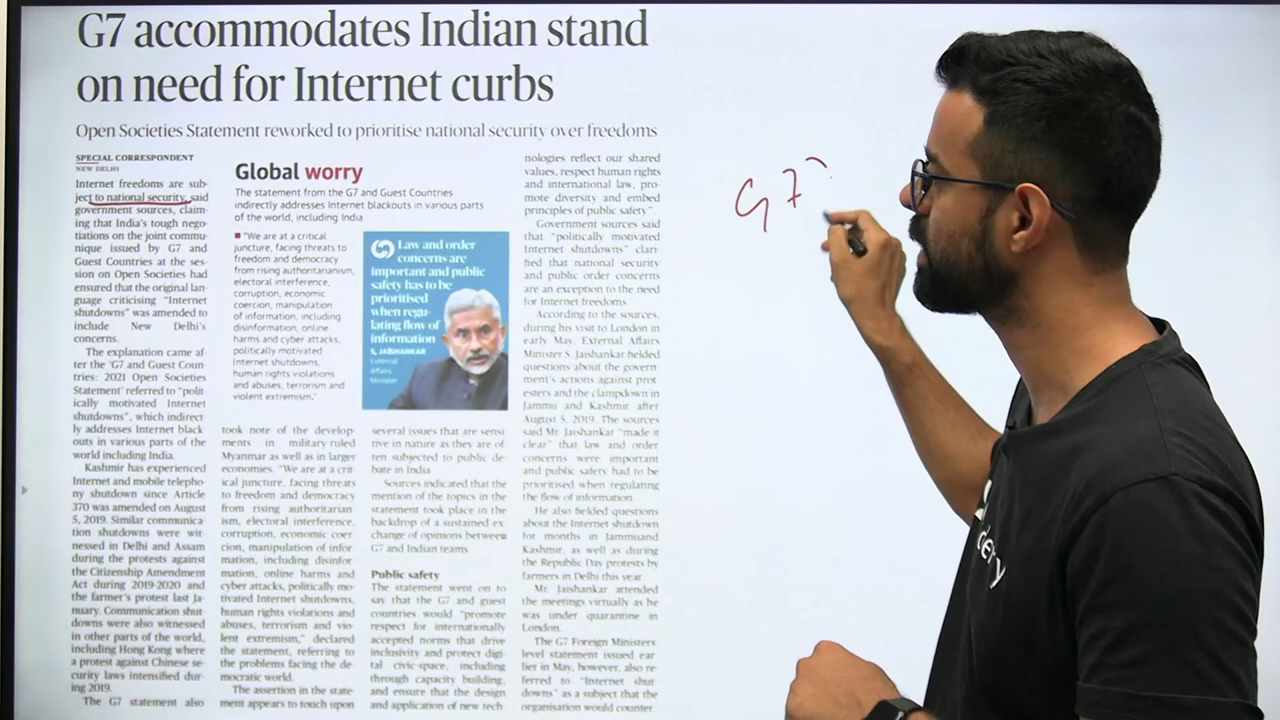 G7 accommodates Indian stand
on need for Internet curbs
Open Societies Statement reworked to prioritise national security over freedoms
SPECIAL CORRESPONDENT
NEW DELHI
Internet freedoms are sub-
ject to national security, said
government sources, claim-
ing that India's tough nego-
tiations on the joint commu-
nique issued by G7 and
Guest Countries at the ses-
sion on Open Societies had
ensured that the original lan-
guage criticising "Internet
shutdowns" was amended to
include New Delhi's
concerns.
The explanation came af-
ter the 'G7 and Guest Coun-
tries: 2021 Open Societies
Statement' referred to "polit-
ically motivated Internet
shutdowns", which indirect-
ly addresses Internet black
outs in various parts of the
world including India.
Kashmir has experienced
Internet and mobile telepho-
ny shutdown since Article
370 was amended on August
5, 2019. Similar communica-
tion shutdowns were wit-
nessed in Delhi and Assam
during the protests against
the Citizenship Amendment
Act during 2019-2020 and
the farmer's protest last Ja-
nuary. Communication shut-
downs were also witnessed
in other parts of the world,
including Hong Kong where
a protest against Chinese se-
curity laws intensified dur-
ing 2019.
The G7 statement also
Global worry
The statement from the G7 and Guest Countries
indirectly addresses Internet blackouts in various parts
of the world, including India
"We are at a critical
juncture, facing threats to
freedom and democracy
from rising authoritarianism,
electoral interference,
corruption, economic
coercion, manipulation
of information, including
disinformation, online
harms and cyber attacks,
politically motivated
Internet shutdowns,
human rights violations
and abuses, terrorism and
violent extremism,"
Law and order
concerns are
important and public
safety has to be
prioritised
when regu-
lating flow of
information
S. JAISHANKAR
External
Affairs
Minister
took note of the develop-
ments in military-ruled
Myanmar as well as in larger
economies. "We are at a crit
ical juncture, facing threats
to freedom and democracy
from rising authoritarian
ism, electoral interference,
corruption, economic coer
cion, manipulation of infor
mation, including disinfor
mation, online harms and
cyber attacks, politically mo-
tivated Internet shutdowns,
human rights violations and
abuses, terrorism and vio-
lent extremism," declared
the statement, referring to
the problems facing the de-
mocratic world.
The assertion in the state-
ment appears to touch upon
several issues that are sensi
tive in nature as they are of
ten subjected to public de-
bate in India
Sources indicated that the
mention of the topics in the
statement took place in the
backdrop of a sustained ex
change of opinions between
G7 and Indian teams
Public safety
The statement went on to
say that the G7 and guest
countries would "promote
respect for internationally
accepted norms that drive
inclusivity and protect digi
tal civic-space, including
through capacity building,
and ensure that the design
and application of new tech-
nologies reflect our shared
values, respect human rights
and international law, pro-
mote diversity and embed
principles of public safety".
Government sources said
that "politically motivated
Internet shutdowns" clari-
fied that national security
and public order concerns
are an exception to the need
for Internet freedoms.
According to the sources,
during his visit to London in
early May, External Affairs
Minister S. Jaishankar fielded
questions about the govern-
ment's actions against prot
esters and the clampdown in
Jammu and Kashmir after
August 5, 2019. The sources
said Mr. Jaishankar "made it
clear" that law and order
concerns were important
and public safety had to be
prioritised when regulating
the flow of information.
He also fielded questions
about the Internet shutdown
for months in Jammuand
Kashmir, as well as during
the Republic Day protests by
farmers in Delhi this year.
Mr. Jaishankar attended
the meetings virtually as he
was under quarantine in
London.
The G7 Foreign Ministers
level statement issued ear
lier in May, however, also re-
ferred to "Internet shut
downs" as a subject that the
organisation would counter.
G7